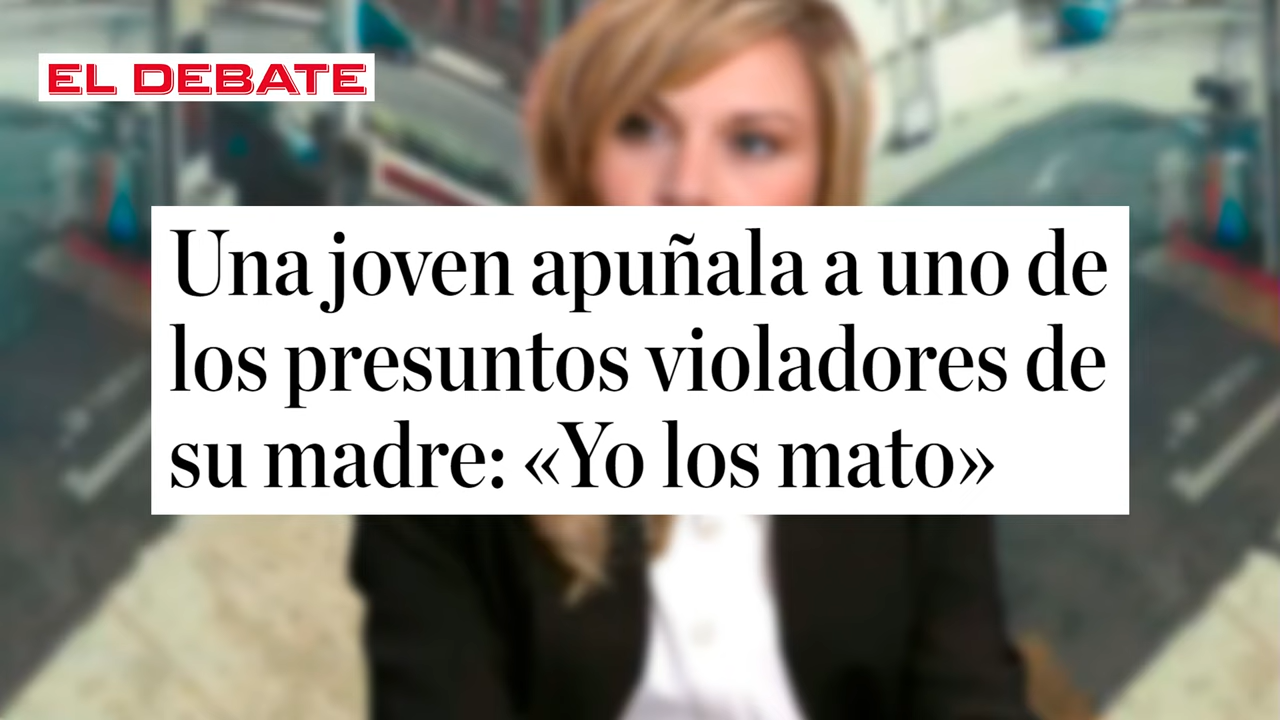 EL DEBATE
Una joven apuñala a uno de
los presuntos violadores de
su madre: «Yo los mato»